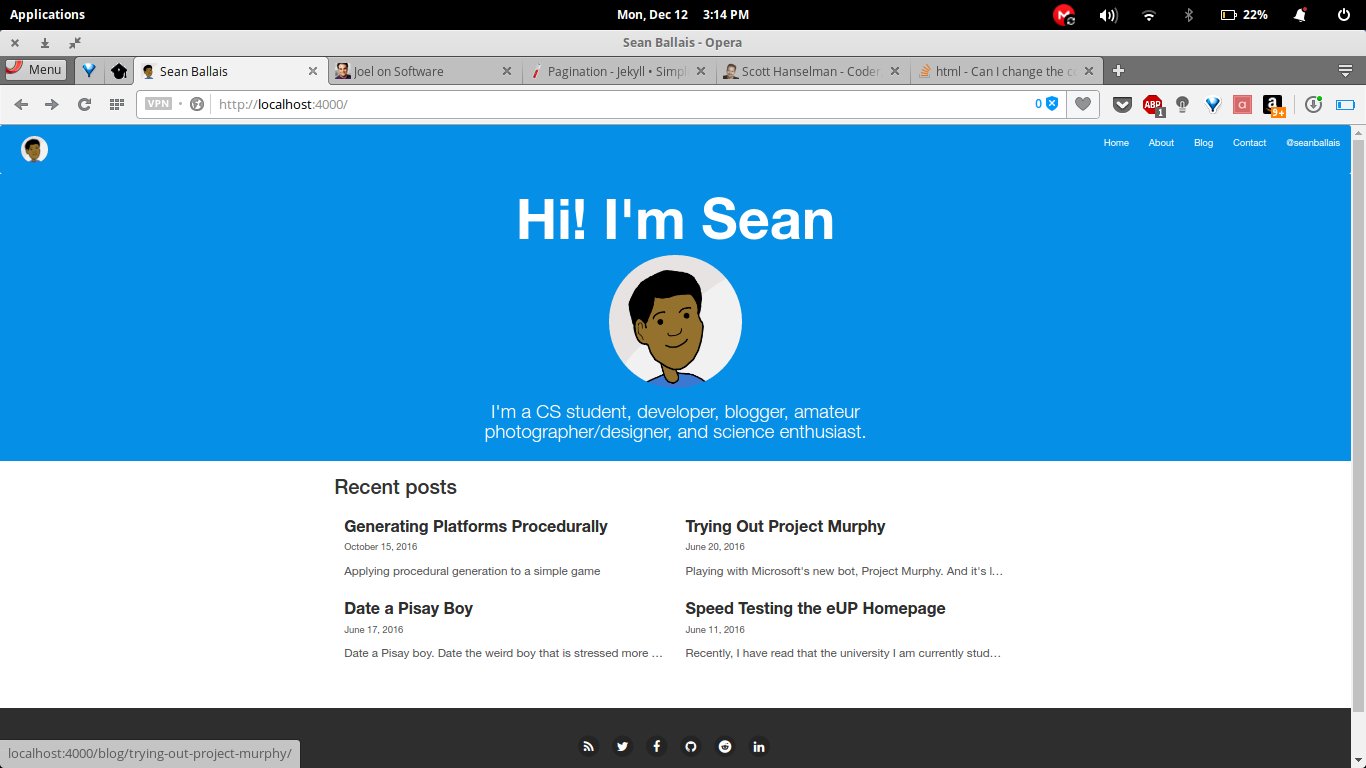 Applications
Mon, Dec 12 3:14 PM
22%
Sean Ballais - Opera
Menu
Sean Ballais
Joel on Software
Pagination - Jekyll • Simpl
Scott Hanselman - Coder,
html - Can I change the co
VPN
http://localhost:4000/
0
ABP
1
a
a
9+
Home About Blog Contact @seanballais
Hi! I'm Sean
I'm a CS student, developer, blogger, amateur
photographer/designer, and science enthusiast.
Recent posts
Generating Platforms Procedurally
October 15, 2016
Applying procedural generation to a simple game
Trying Out Project Murphy
June 20, 2016
Playing with Microsoft's new bot, Project Murphy. And it's l…
Date a Pisay Boy
June 17, 2016
Date a Pisay boy. Date the weird boy that is stressed more …
Speed Testing the eUP Homepage
June 11, 2016
Recently, I have read that the university I am currently stud…
localhost:4000/blog/trying-out-project-murphy/